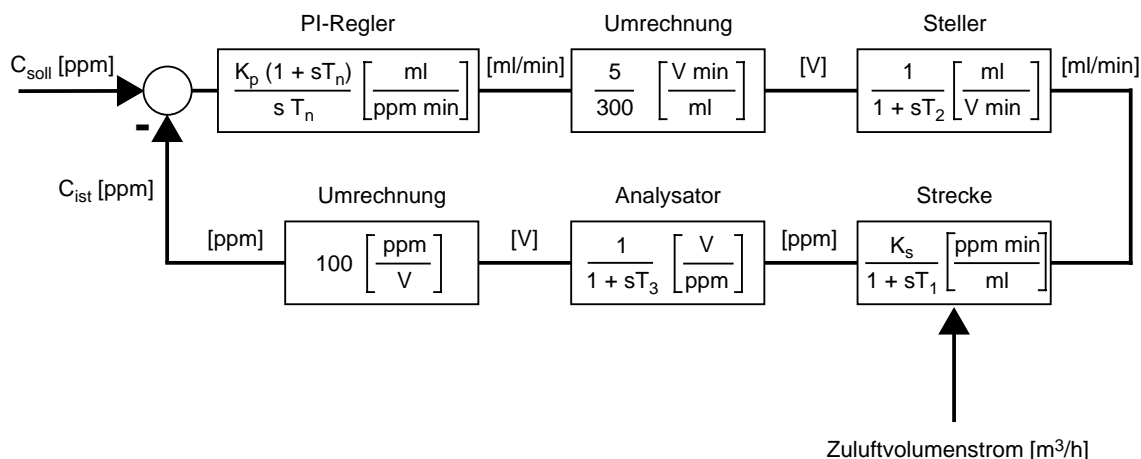 PI-Regler
Umrechnung
Steller
C_soll [ppm]
K_p (1 + sT_n)
s T_n
[ml
ppm min]
[ml/min]
5
300
[V min
ml]
[V]
1
1 + sT_2
[ml
V min]
[ml/min]
-
C_ist [ppm]
Umrechnung
Analysator
Strecke
[ppm]
100
[ppm
V]
[V]
1
1 + sT_3
[V
ppm]
[ppm]
K_s
1 + sT_1
[ppm min
ml]
Zuluftvolumenstrom [m³/h]